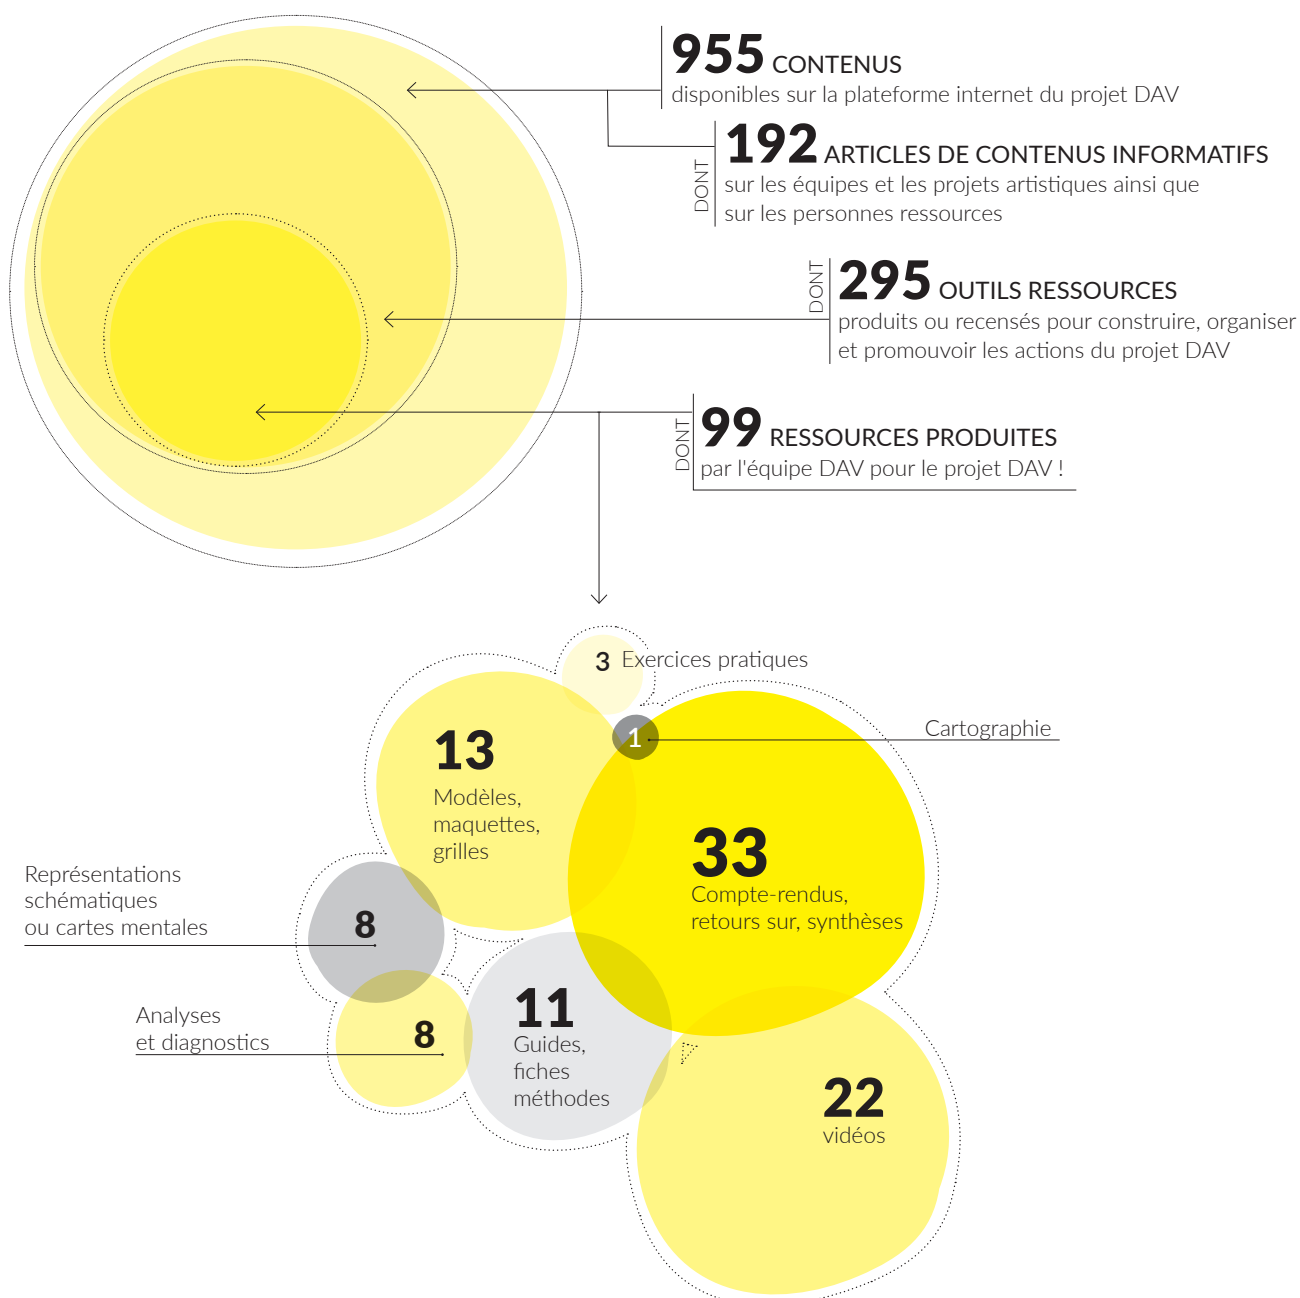 955 CONTENUS
disponibles sur la plateforme internet du projet DAV
DONT
192 ARTICLES DE CONTENUS INFORMATIFS
sur les équipes et les projets artistiques ainsi que
sur les personnes ressources
DONT
295 OUTILS RESSOURCES
produits ou recensés pour construire, organiser
et promouvoir les actions du projet DAV
DONT
99 RESSOURCES PRODUITES
par l'équipe DAV pour le projet DAV !
3 Exercices pratiques
1
Cartographie
13
Modèles,
maquettes,
grilles
33
Compte-rendus,
retours sur, synthèses
Représentations
schématiques
ou cartes mentales
8
Analyses
et diagnostics
8
11
Guides,
fiches
méthodes
22
vidéos